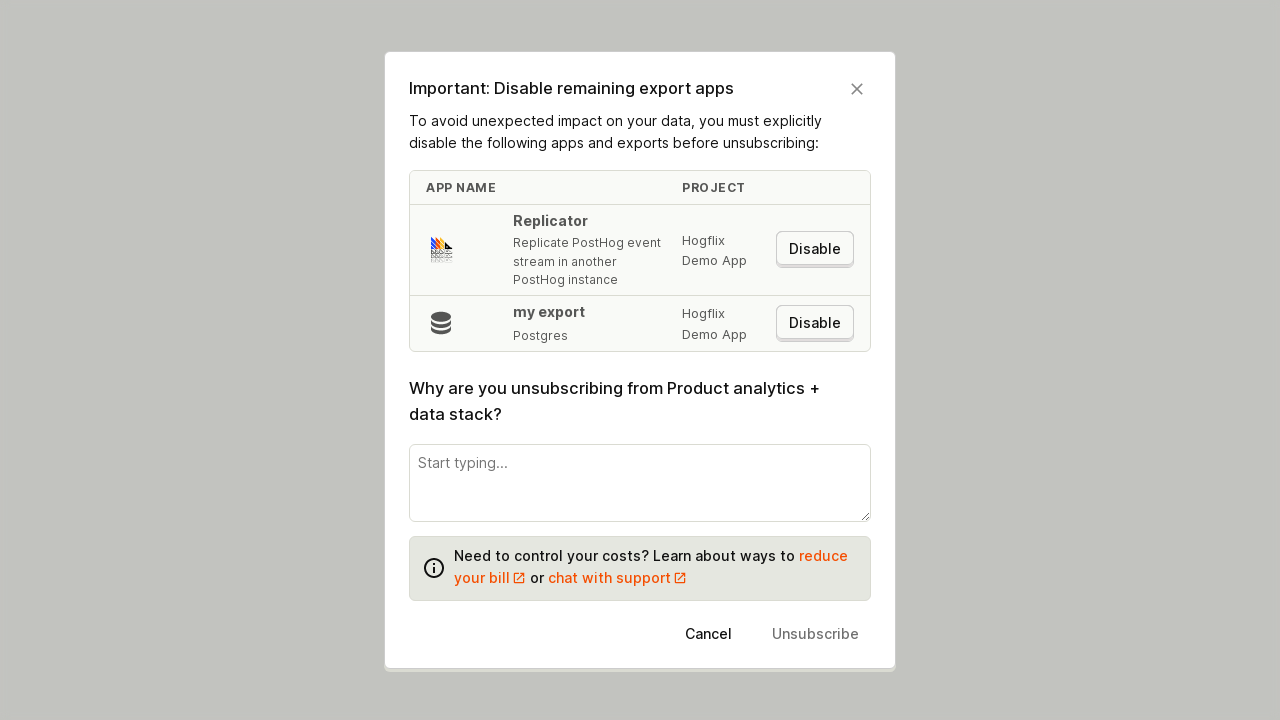 Important: Disable remaining export apps
To avoid unexpected impact on your data, you must explicitly
disable the following apps and exports before unsubscribing:
APP NAME PROJECT
Replicator
Replicate PostHog event
stream in another
PostHog instance
Hogflix
Demo App
Disable
my export
Postgres
Hogflix
Demo App
Disable
Why are you unsubscribing from Product analytics +
data stack?
Start typing...
Need to control your costs? Learn about ways to reduce
your bill or chat with support
Cancel Unsubscribe